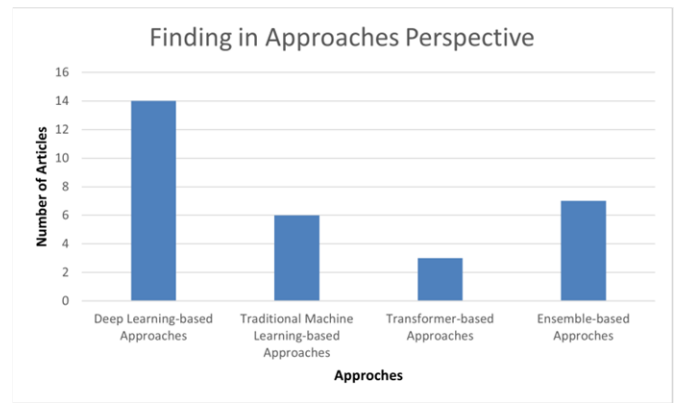 Finding in Approaches Perspective
Number of Articles
16
14
12
10
8
6
4
2
0
Deep Learning-based
Approaches
Traditional Machine
Learning-based
Approaches
Transformer-based
Approaches
Ensemble-based
Approches
Approches